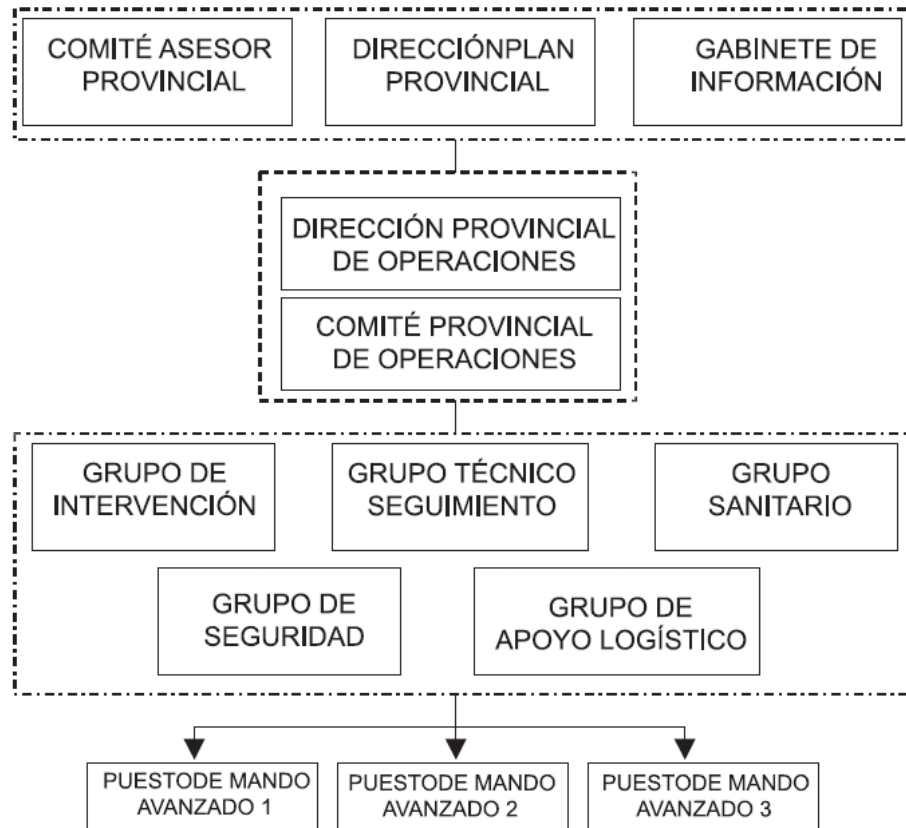 COMITÉ ASESOR
PROVINCIAL
DIRECCIÓNPLAN
PROVINCIAL
GABINETE DE
INFORMACIÓN
DIRECCIÓN PROVINCIAL
DE OPERACIONES
COMITÉ PROVINCIAL
DE OPERACIONES
GRUPO DE
INTERVENCIÓN
GRUPO TÉCNICO
SEGUIMIENTO
GRUPO
SANITARIO
GRUPO DE
SEGURIDAD
GRUPO DE
APOYO LOGÍSTICO
PUESTODE MANDO
AVANZADO 1
PUESTODE MANDO
AVANZADO 2
PUESTODE MANDO
AVANZADO 3